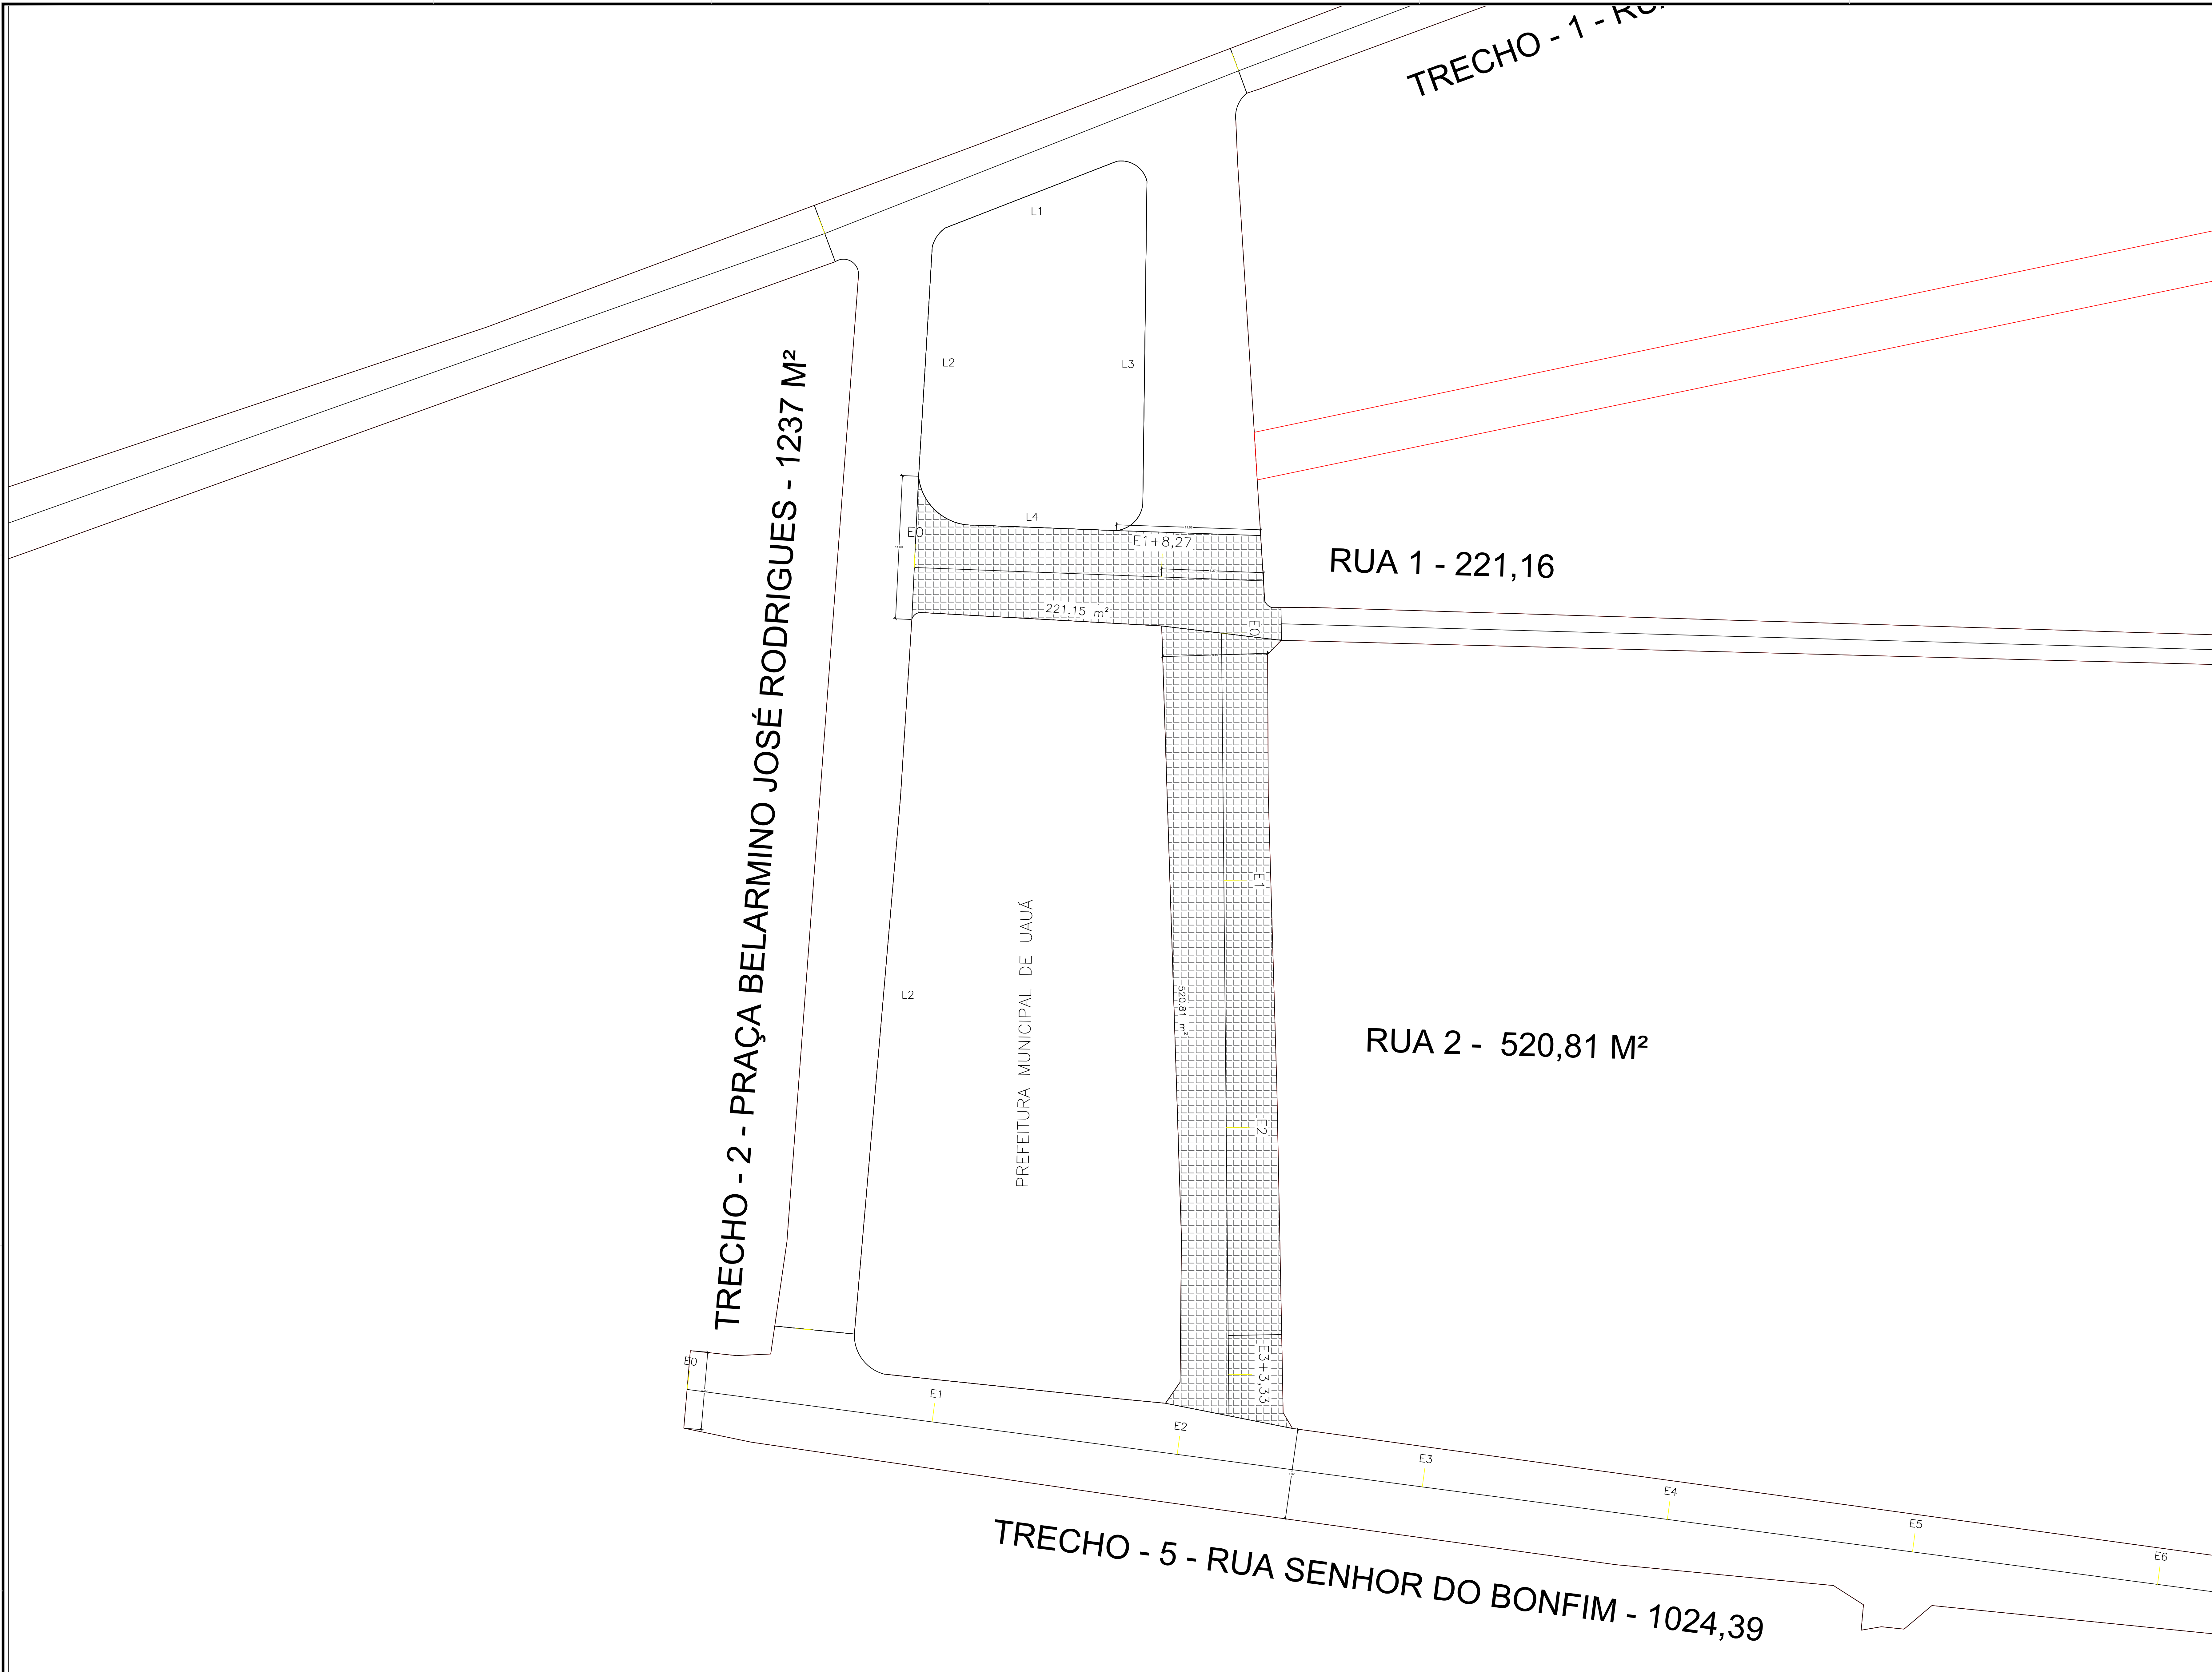 TRECHO - 1 -
L1
L2
L3
L4
E0
E1+8,27
221.15 m²
RUA 1 - 221,16
E0
TRECHO - 2 - PRAÇA BELARMINO JOSÉ RODRIGUES - 1237 M²
E1
PREFEITURA MUNICIPAL DE UAUÁ
L2
520.81 m²
RUA 2 - 520,81 M²
E2
E3+3,33
E0
E1
E2
E3
E4
E5
E6
TRECHO - 5 - RUA SENHOR DO BONFIM - 1024,39